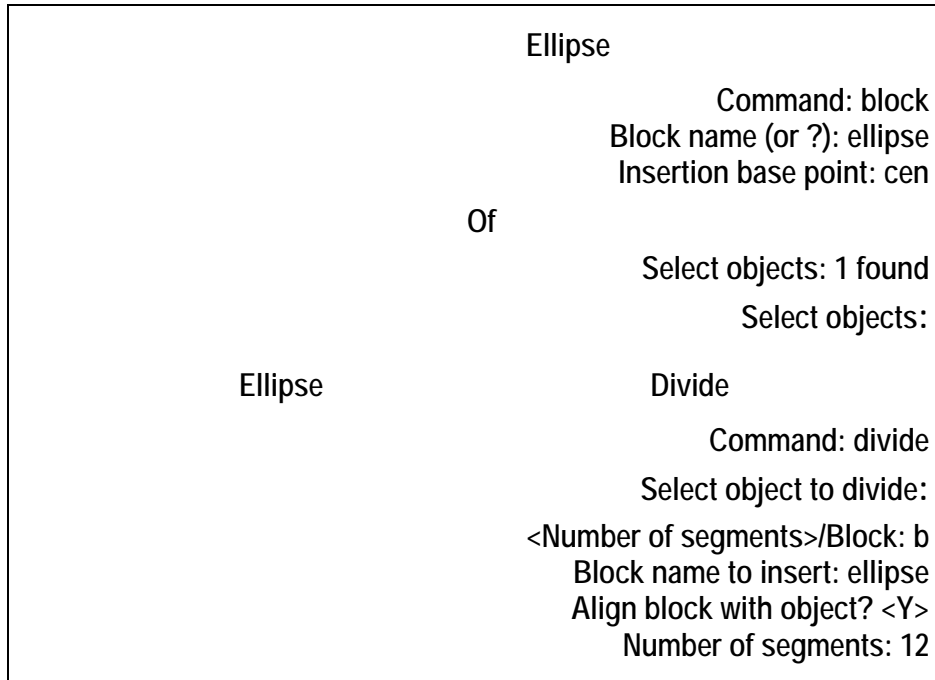 Ellipse
Command: block
Block name (or ?): ellipse
Insertion base point: cen
Of
Select objects: 1 found
Select objects:
Ellipse Divide
Command: divide
Select object to divide:
<Number of segments>/Block: b
Block name to insert: ellipse
Align block with object? <Y>
Number of segments: 12